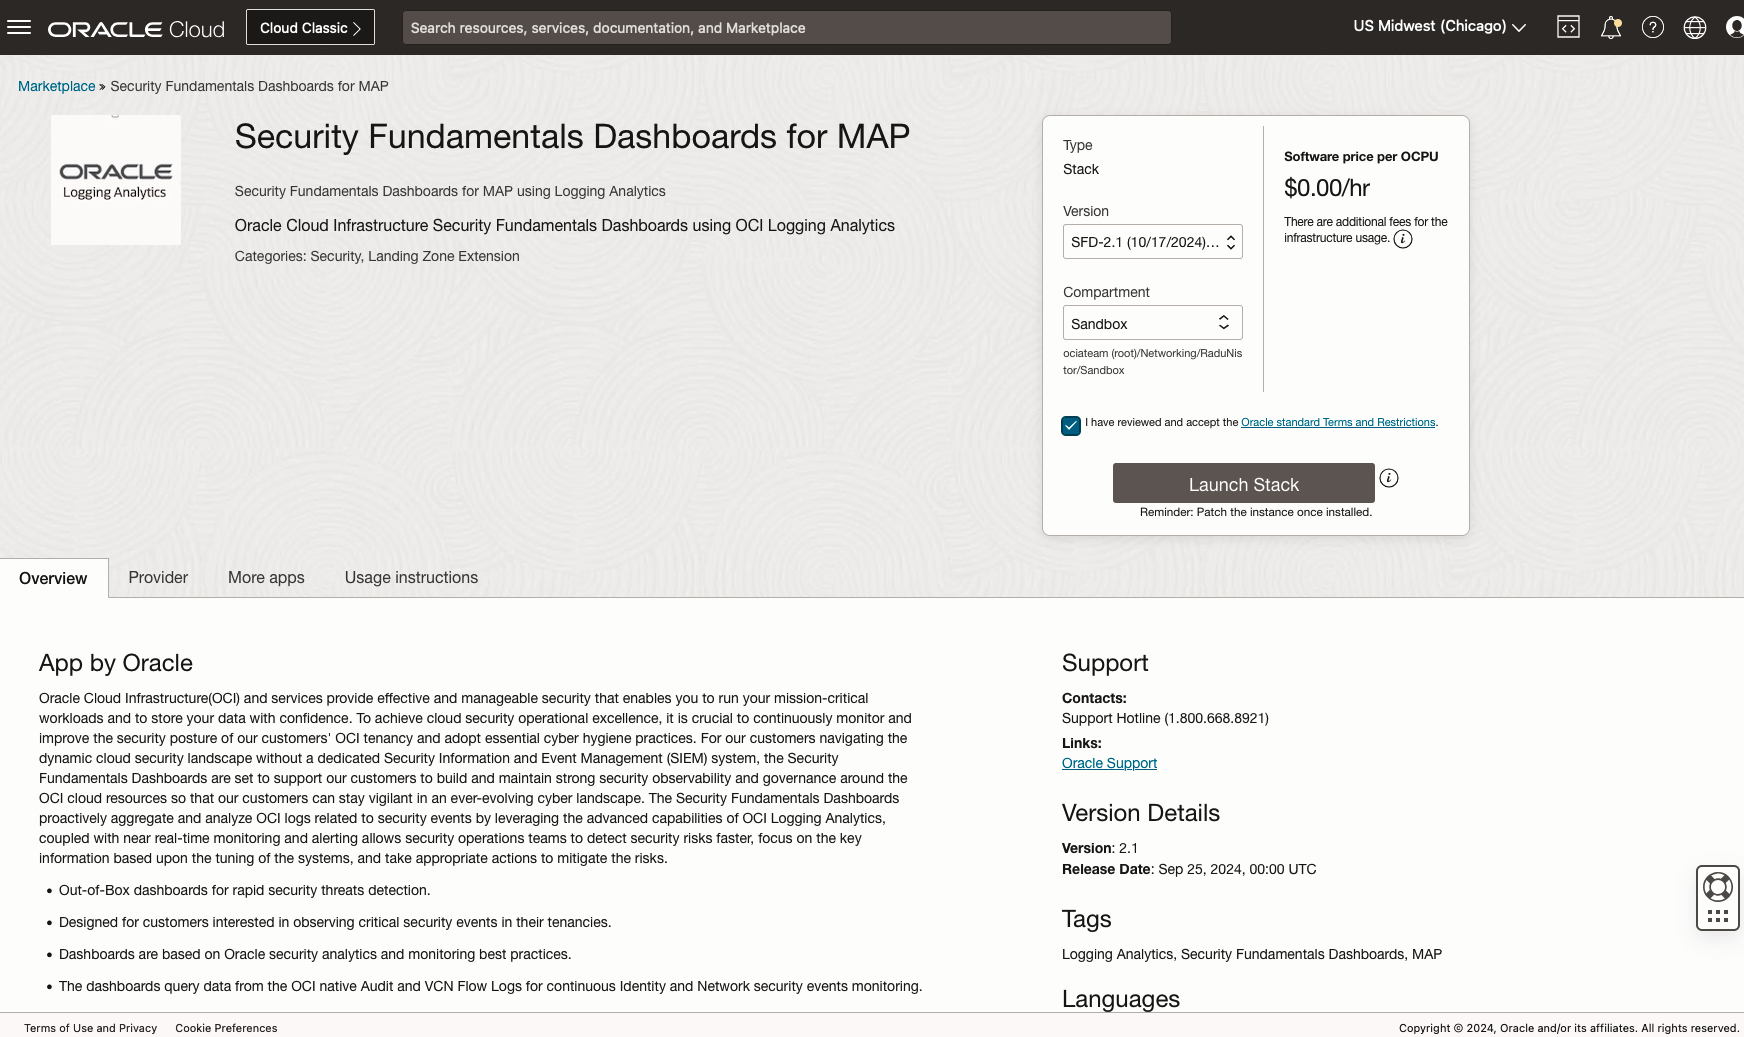 ORACLE Cloud
Cloud Classic
Search resources, services, documentation, and Marketplace
US Midwest (Chicago)
Marketplace » Security Fundamentals Dashboards for MAP
ORACLE
Logging Analytics
Security Fundamentals Dashboards for MAP
Security Fundamentals Dashboards for MAP using Logging Analytics
Oracle Cloud Infrastructure Security Fundamentals Dashboards using OCI Logging Analytics
Categories: Security, Landing Zone Extension
Type
Stack
Version
SFD-2.1 (10/17/2024)...
Compartment
Sandbox
ociateam (root)/Networking/RaduNis
tor/Sandbox
Software price per OCPU
$0.00/hr
There are additional fees for the
infrastructure usage.
I have reviewed and accept the Oracle standard Terms and Restrictions.
Launch Stack
Reminder: Patch the instance once installed.
Overview
Provider
More apps
Usage instructions
App by Oracle
Oracle Cloud Infrastructure(OCI) and services provide effective and manageable security that enables you to run your mission-critical
workloads and to store your data with confidence. To achieve cloud security operational excellence, it is crucial to continuously monitor and
improve the security posture of our customers' OCI tenancy and adopt essential cyber hygiene practices. For our customers navigating the
dynamic cloud security landscape without a dedicated Security Information and Event Management (SIEM) system, the Security
Fundamentals Dashboards are set to support our customers to build and maintain strong security observability and governance around the
OCI cloud resources so that our customers can stay vigilant in an ever-evolving cyber landscape. The Security Fundamentals Dashboards
proactively aggregate and analyze OCI logs related to security events by leveraging the advanced capabilities of OCI Logging Analytics,
coupled with near real-time monitoring and alerting allows security operations teams to detect security risks faster, focus on the key
information based upon the tuning of the systems, and take appropriate actions to mitigate the risks.
• Out-of-Box dashboards for rapid security threats detection.
• Designed for customers interested in observing critical security events in their tenancies.
• Dashboards are based on Oracle security analytics and monitoring best practices.
• The dashboards query data from the OCI native Audit and VCN Flow Logs for continuous Identity and Network security events monitoring.
Support
Contacts:
Support Hotline (1.800.668.8921)
Links:
Oracle Support
Version Details
Version: 2.1
Release Date: Sep 25, 2024, 00:00 UTC
Tags
Logging Analytics, Security Fundamentals Dashboards, MAP
Languages
Terms of Use and Privacy
Cookie Preferences
Copyright © 2024, Oracle and/or its affiliates. All rights reserved.